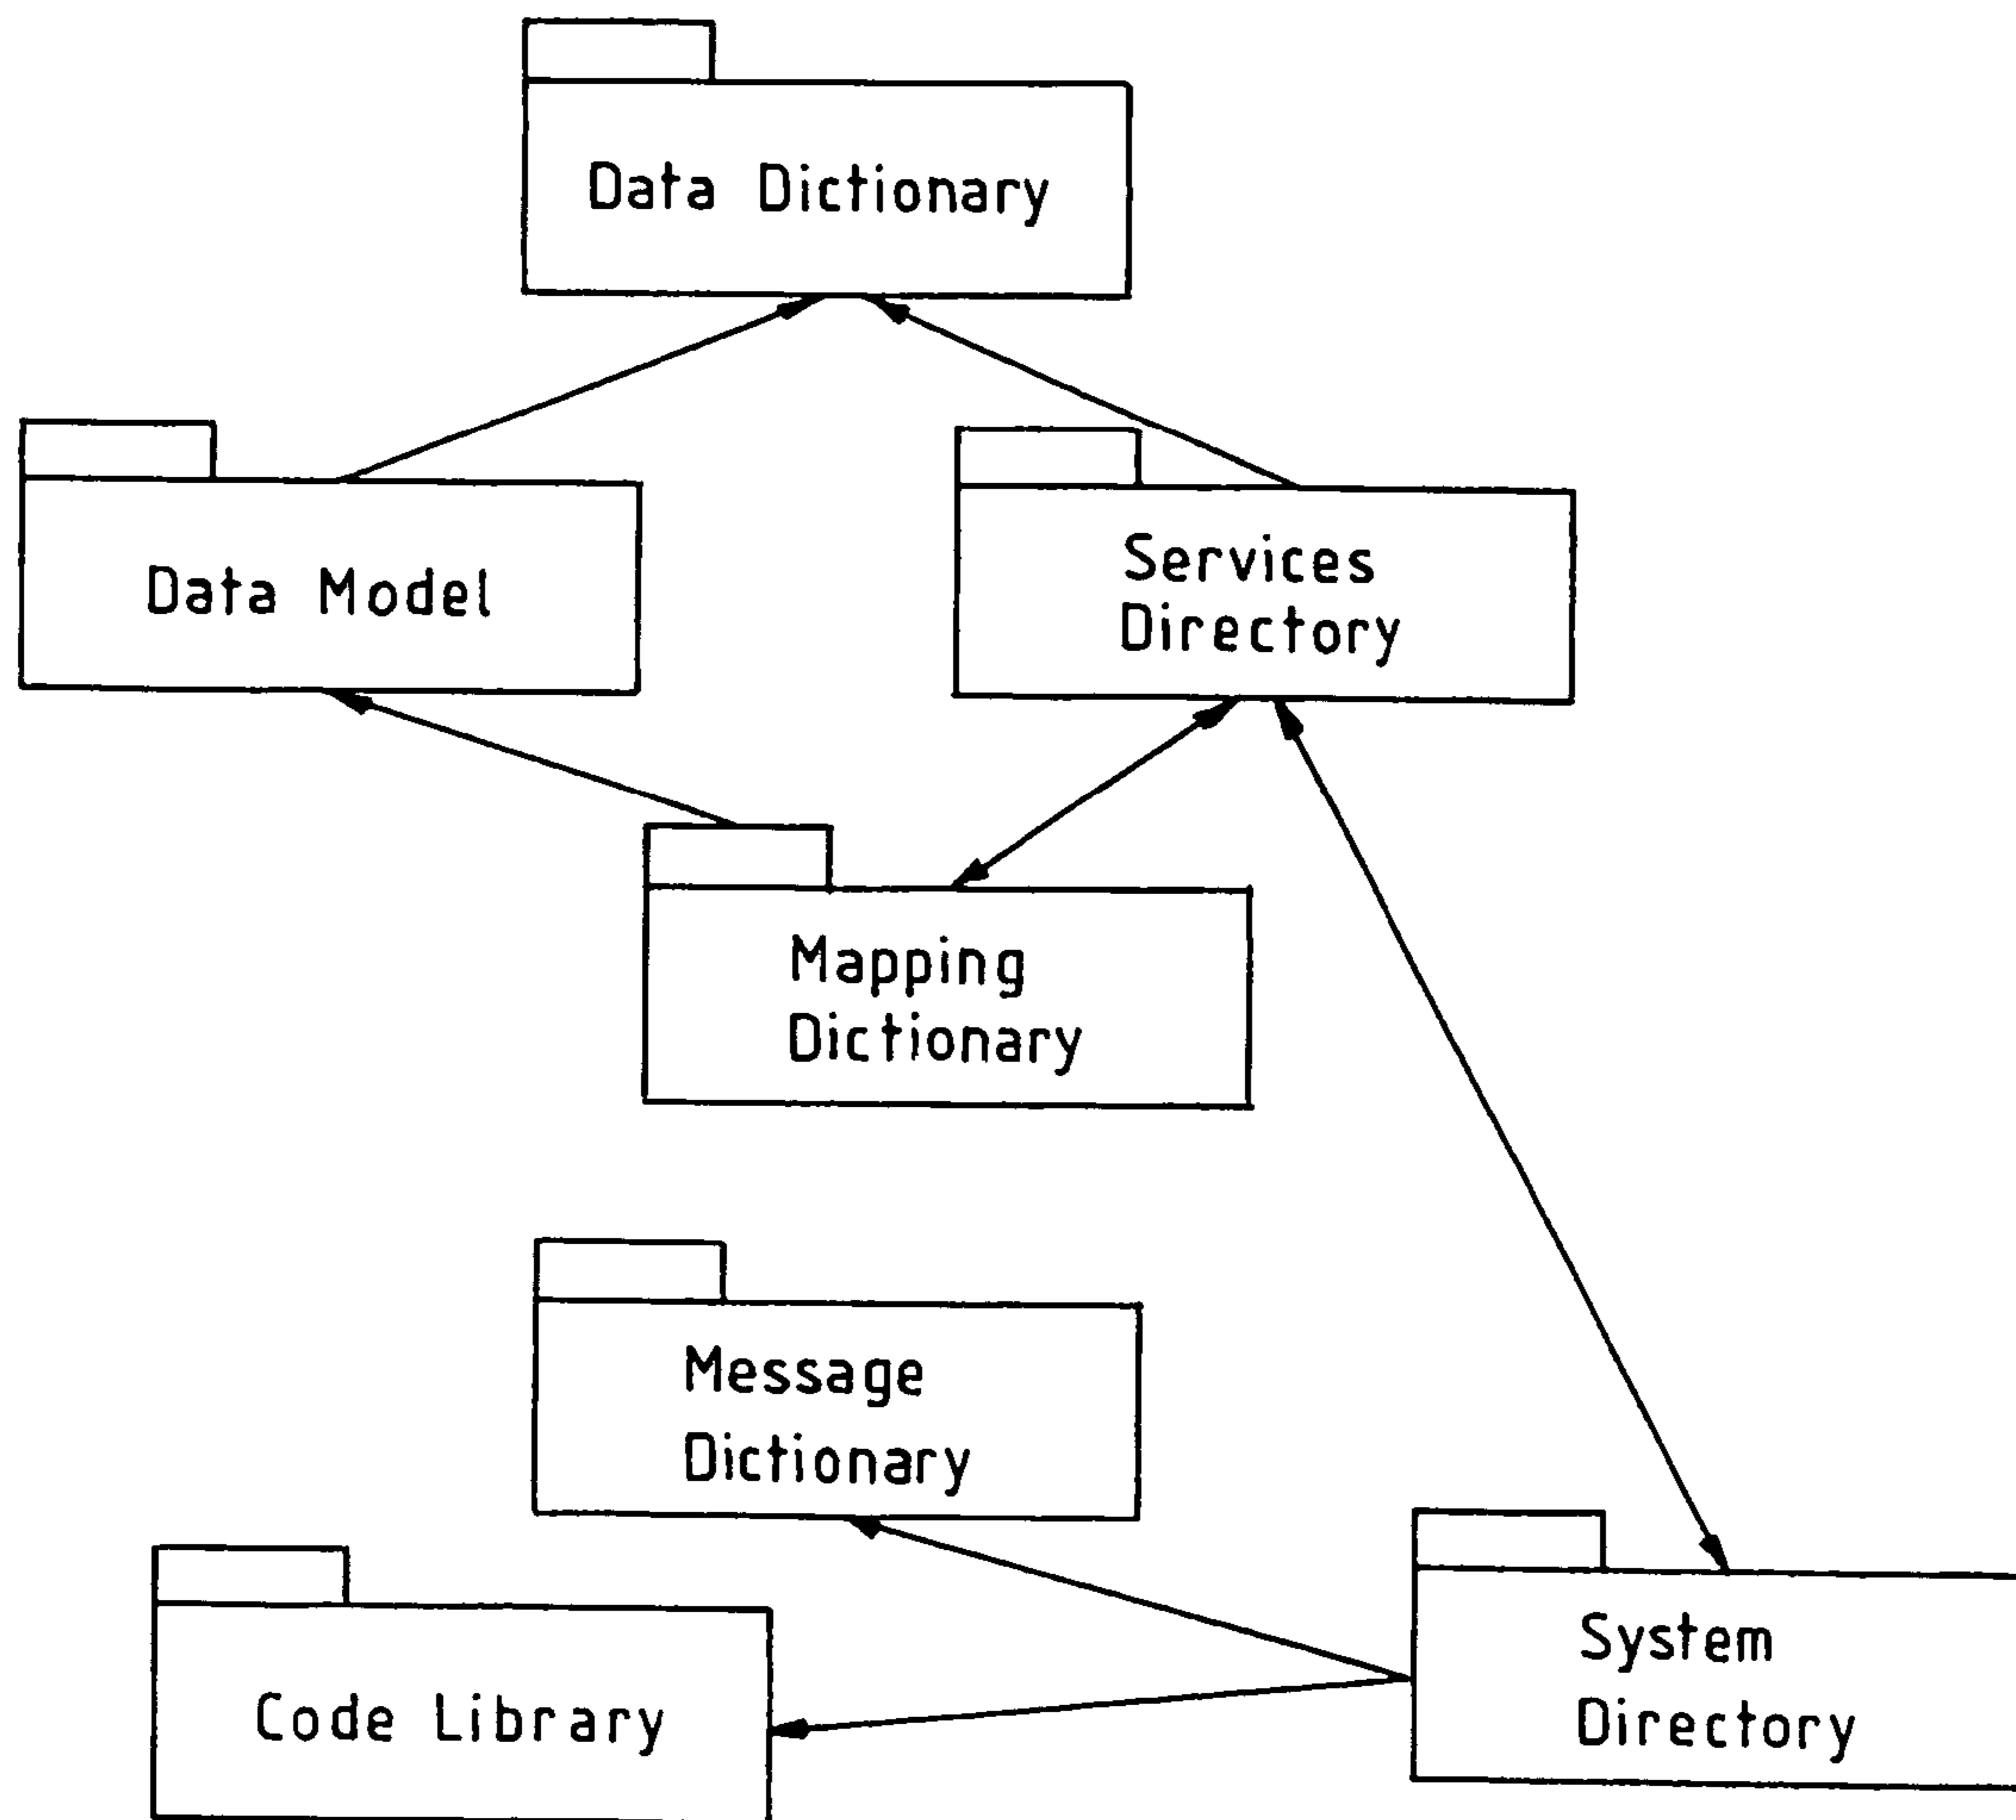 Data Dictionary
Data Model
Services
Directory
Mapping
Dictionary
Message
Dictionary
Code Library
System
Directory